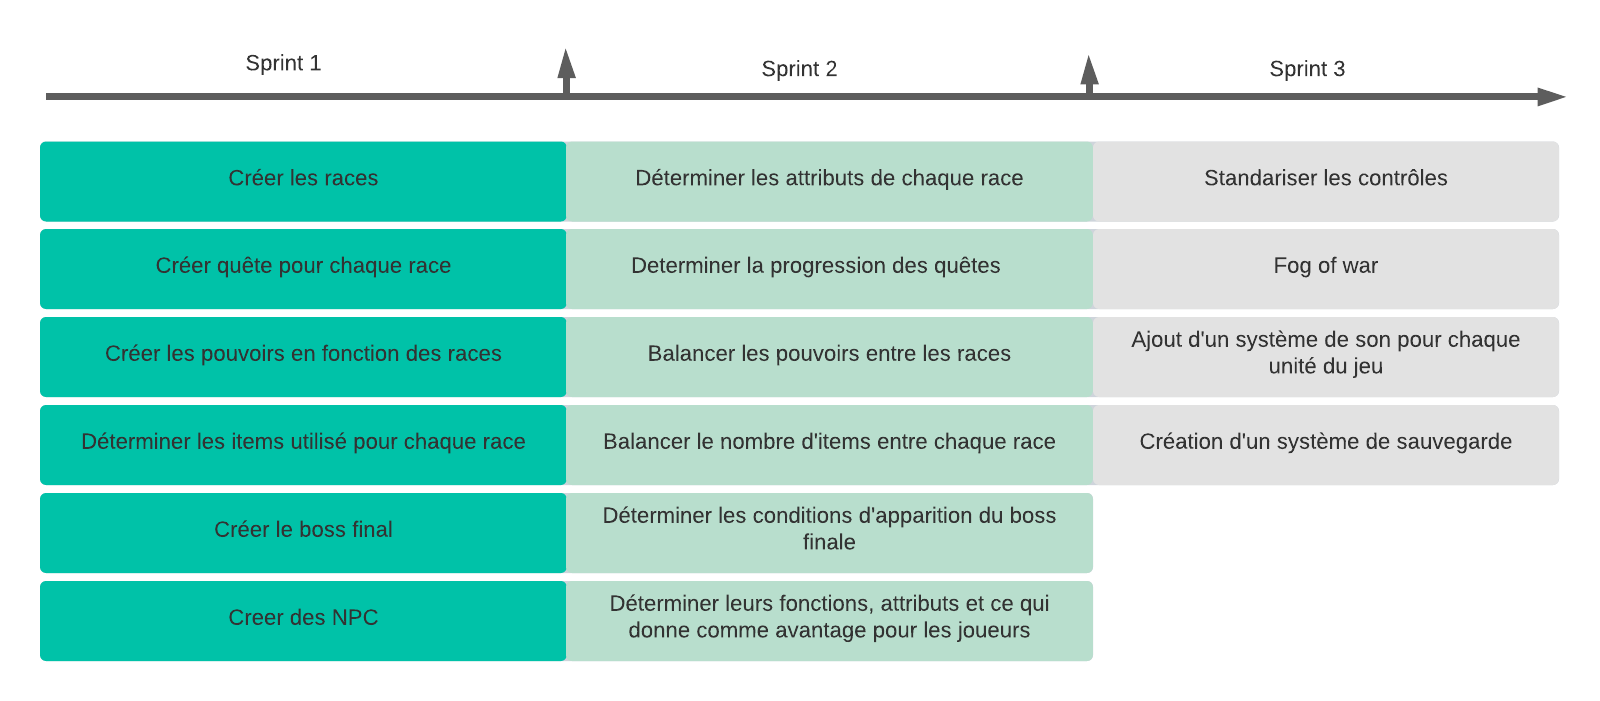 Sprint 1
Sprint 2
Sprint 3
Créer les races
Déterminer les attributs de chaque race
Standariser les contrôles
Créer quête pour chaque race
Determiner la progression des quêtes
Fog of war
Créer les pouvoirs en fonction des races
Balancer les pouvoirs entre les races
Ajout d'un système de son pour chaque
unité du jeu
Déterminer les items utilisé pour chaque race
Balancer le nombre d'items entre chaque race
Création d'un système de sauvegarde
Créer le boss final
Déterminer les conditions d'apparition du boss
finale
Creer des NPC
Déterminer leurs fonctions, attributs et ce qui
donne comme avantage pour les joueurs